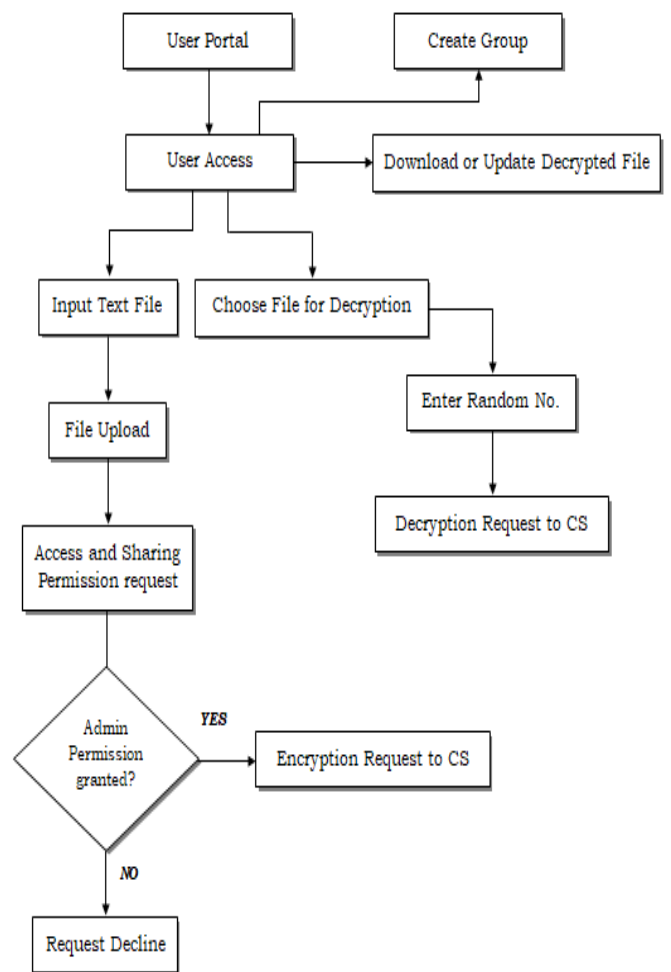 User Portal
Create Group
User Access
Download or Update Decrypted File
Input Text File
Choose File for Decryption
Enter Random No.
File Upload
Decryption Request to CS
Access and Sharing
Permission request
Admin
Permission
granted?
YES
Encryption Request to CS
NO
Request Decline